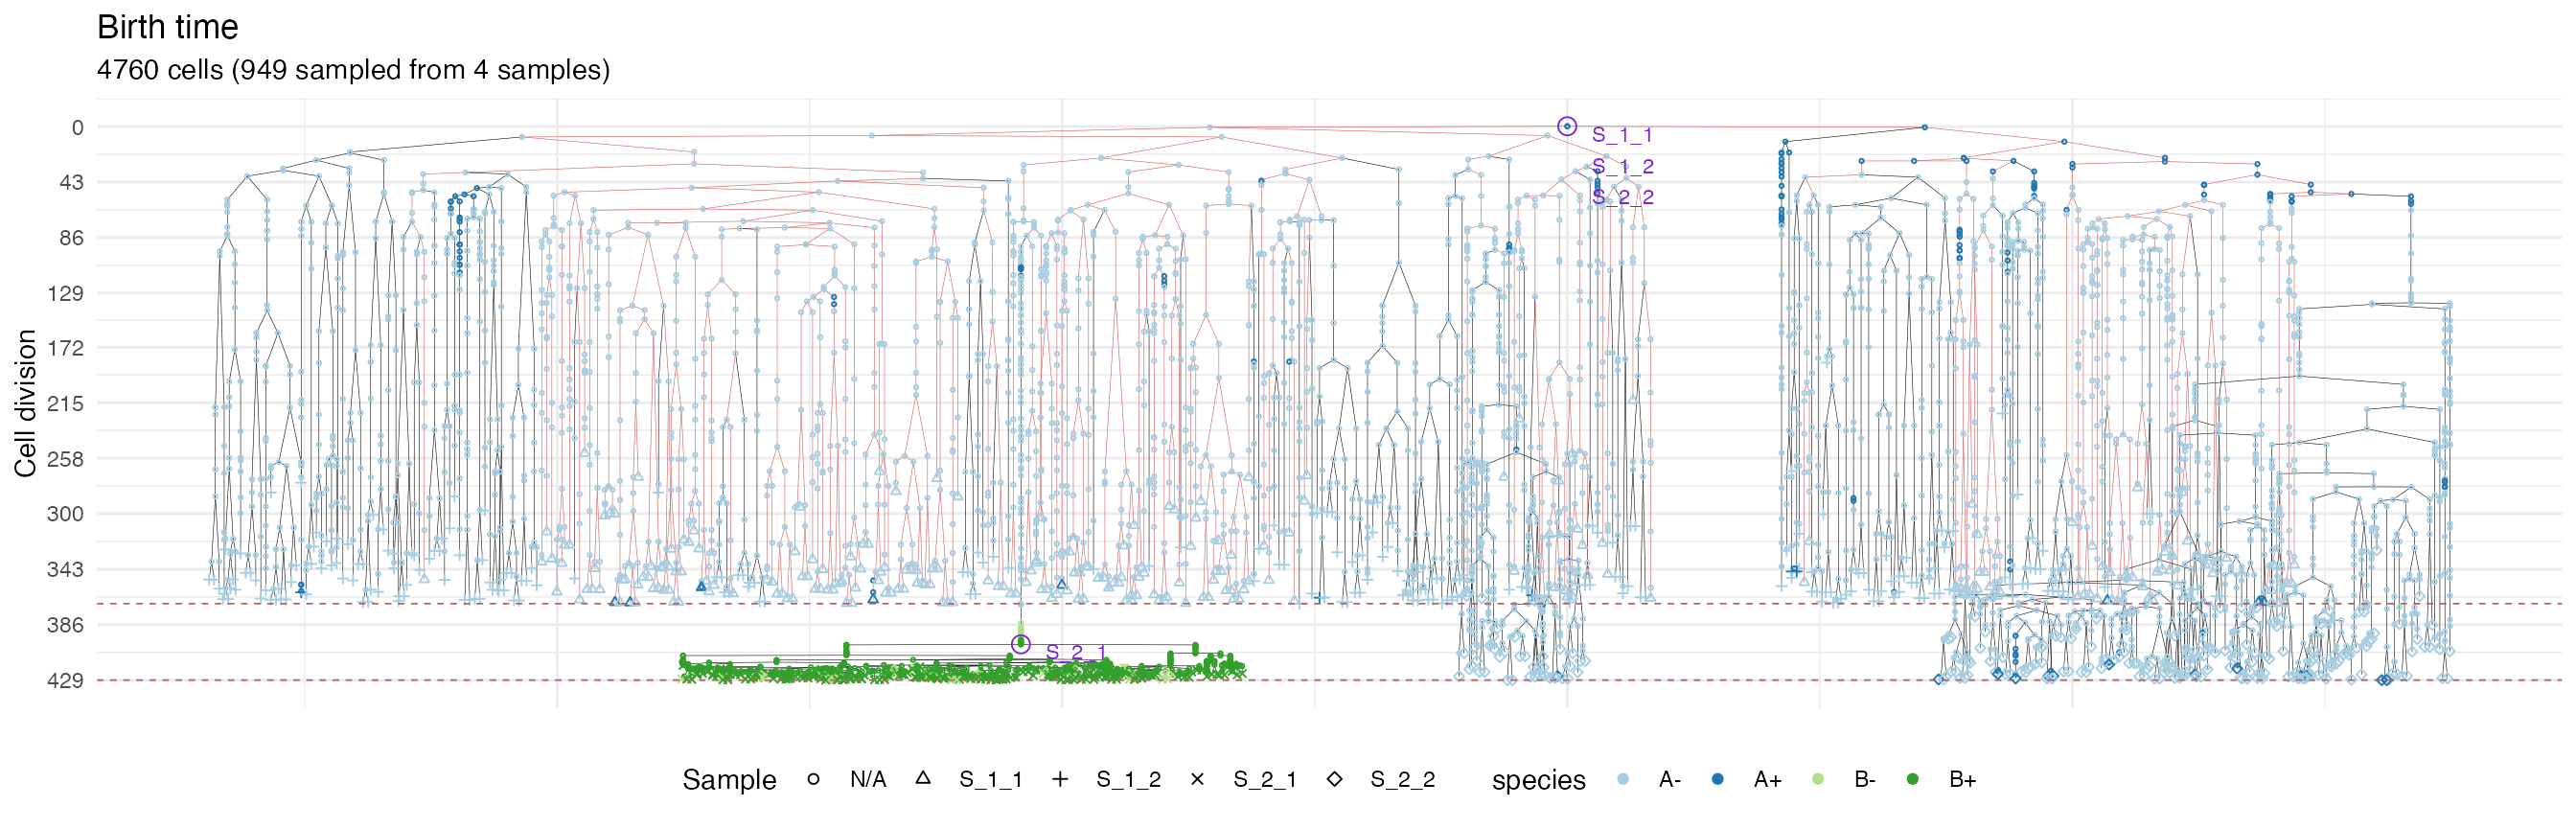 Birth time
4760 cells (949 sampled from 4 samples)
Cell division
0
43
86
129
172
215
258
300
343
386
429
S_1_1
S_1_2
S_2_2
S_2_1
Sample N/A S_1_1 S_1_2 S_2_1 S_2_2 species A- A+ B- B+